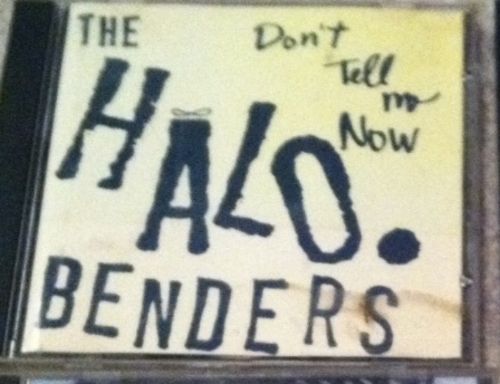 THE
HALO.
BENDERS
Don't
Tell
me
Now